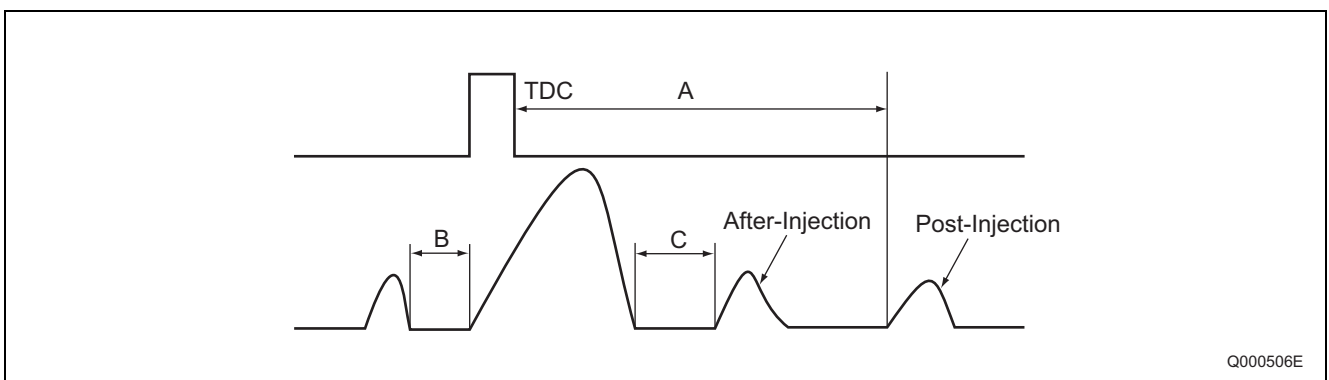 TDC
A
B
C
After-Injection
Post-Injection
Q000506E